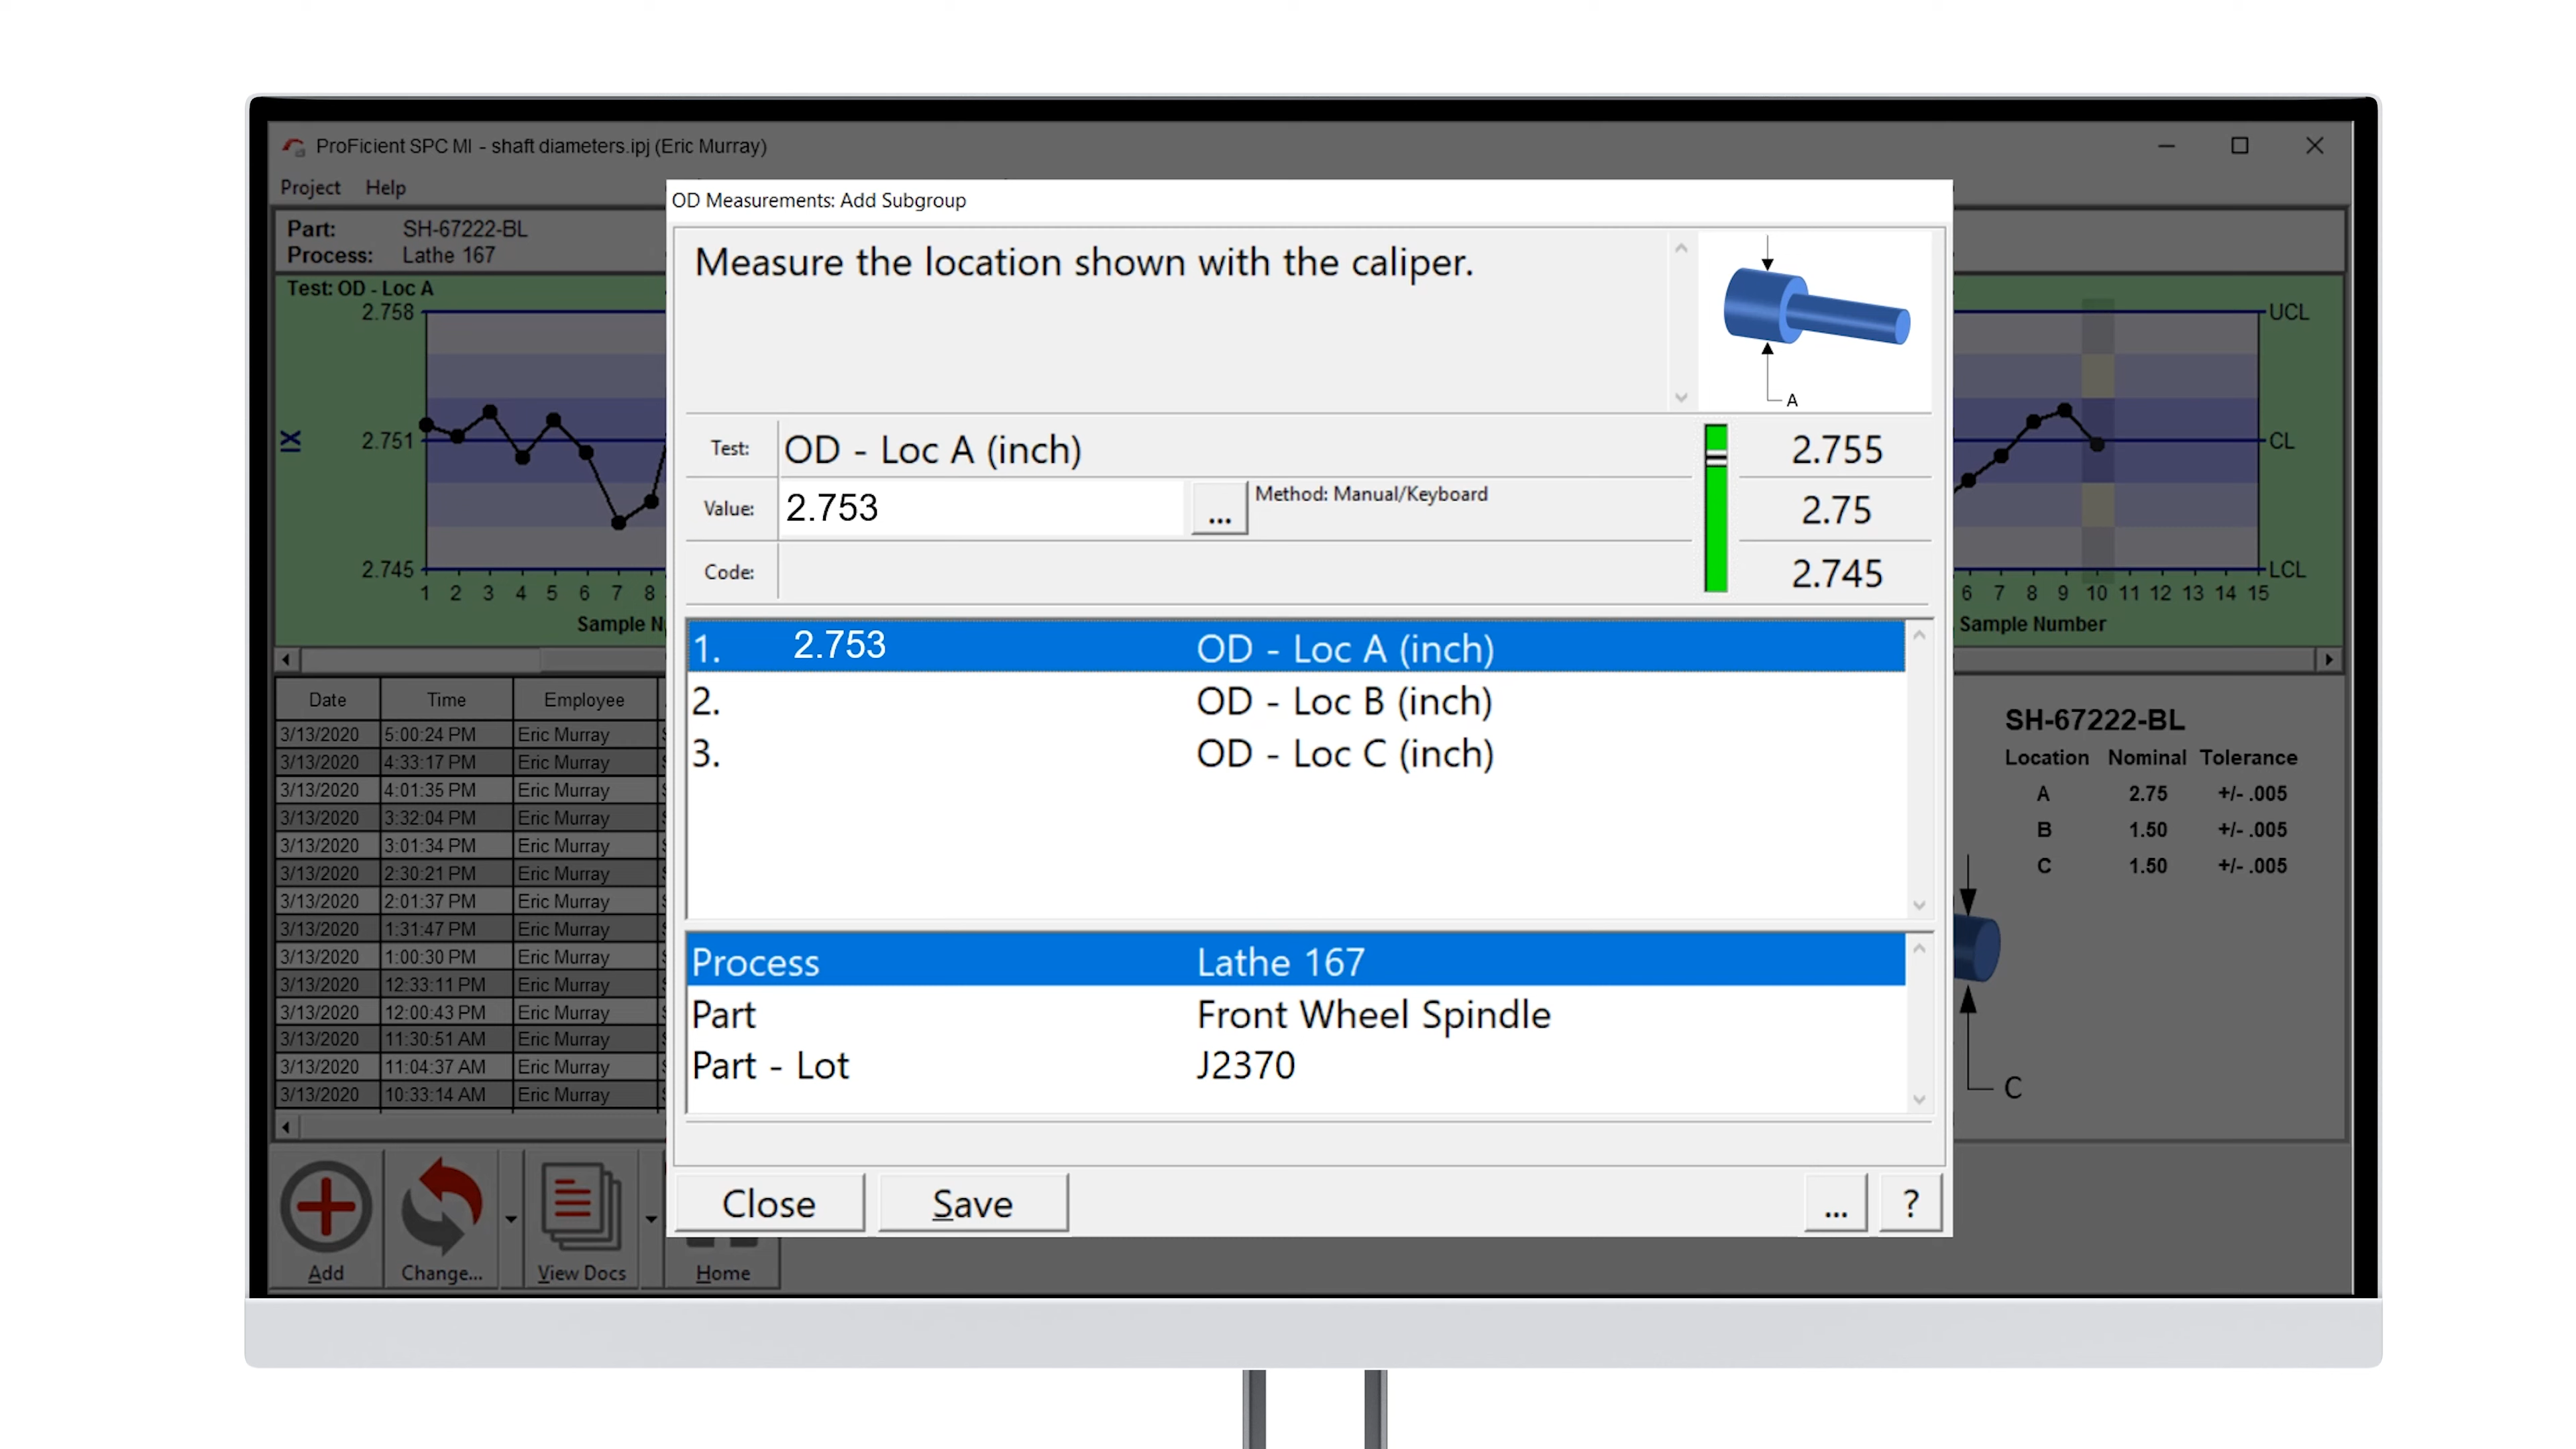 ProFicient SPC MI - shaft diameters.ipj (Eric Murray)
Project Help
Part: SH-67222-BL
Process: Lathe 167
Test: OD - Loc A
2.758
X
2.751
2.745
1 2 3 4 5 6 7 8
Sample N
OD Measurements: Add Subgroup
Measure the location shown with the caliper.
A
Test: OD - Loc A (inch) 2.755
Value: 2.753 ... Method: Manual/Keyboard 2.75
Code: 2.745
1. 2.753 OD - Loc A (inch)
2. OD - Loc B (inch)
3. OD - Loc C (inch)
Process Lathe 167
Part Front Wheel Spindle
Part - Lot J2370
Close Save ... ?
UCL
CL
LCL
6 7 8 9 10 11 12 13 14 15
Sample Number
Date Time Employee
3/13/2020 5:00:24 PM Eric Murray
3/13/2020 4:33:17 PM Eric Murray
3/13/2020 4:01:35 PM Eric Murray
3/13/2020 3:32:04 PM Eric Murray
3/13/2020 3:01:34 PM Eric Murray
3/13/2020 2:30:21 PM Eric Murray
3/13/2020 2:01:37 PM Eric Murray
3/13/2020 1:31:47 PM Eric Murray
3/13/2020 1:00:30 PM Eric Murray
3/13/2020 12:33:11 PM Eric Murray
3/13/2020 12:00:43 PM Eric Murray
3/13/2020 11:30:51 AM Eric Murray
3/13/2020 11:04:37 AM Eric Murray
3/13/2020 10:33:14 AM Eric Murray
SH-67222-BL
Location Nominal Tolerance
A 2.75 +/- .005
B 1.50 +/- .005
C 1.50 +/- .005
C
Add Change... View Docs Home